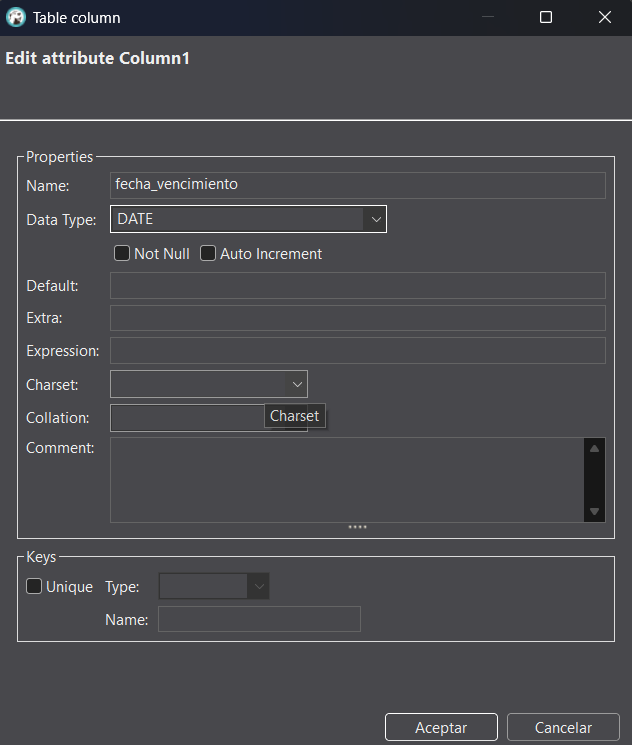 Table column
Edit attribute Column1
Properties
Name: fecha_vencimiento
Data Type: DATE
Not Null Auto Increment
Default:
Extra:
Expression:
Charset:
Collation:
Charset
Comment:
Keys
Unique Type:
Name:
Aceptar Cancelar